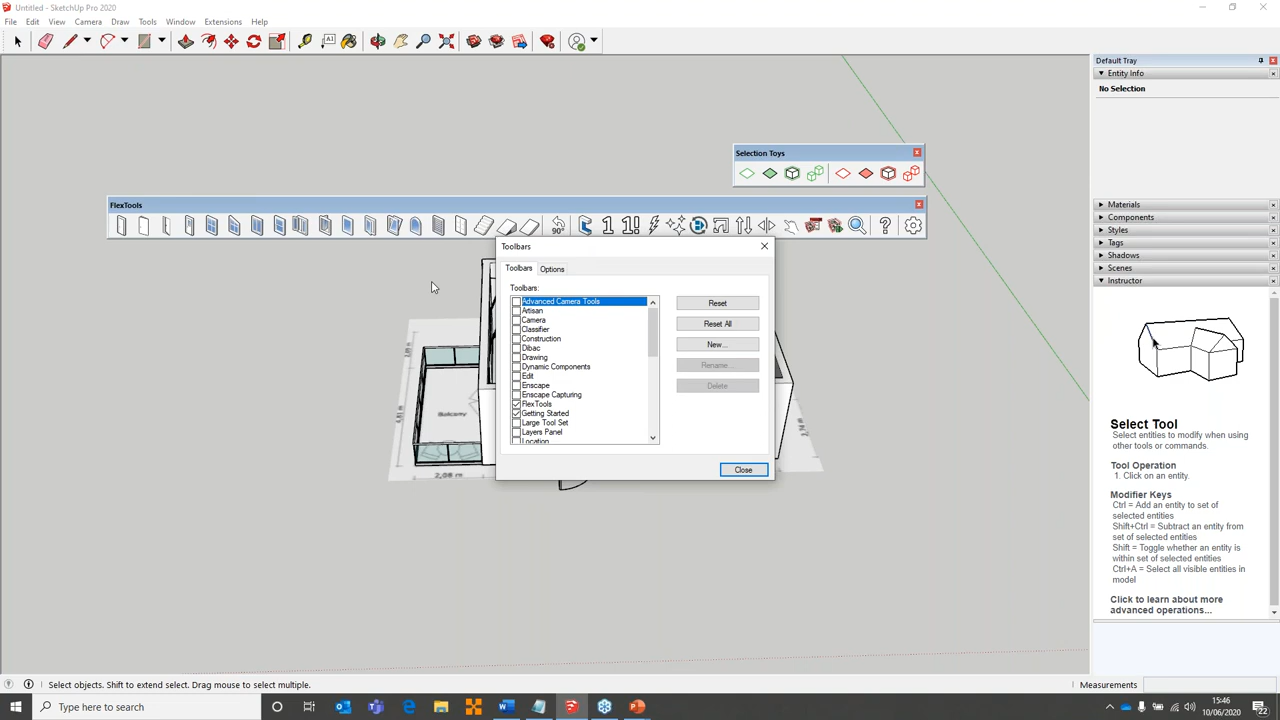 Untitled - SketchUp Pro 2020
File Edit View Camera Draw Tools Window Extensions Help
Default Tray
Entity Info
No Selection
Selection Toys
FlexTools
90°
1 1! ?
Toolbars
Toolbars Options
Toolbars:
Advanced Camera Tools
Artisan
Camera
Classifier
Construction
Dibac
Drawing
Dynamic Components
Edit
Enscape
Enscape Capturing
FlexTools
Getting Started
Large Tool Set
Layers Panel
Location
Reset
Reset All
New...
Rename...
Delete
Close
Balcony
2,08 m
Materials
Components
Styles
Tags
Shadows
Scenes
Instructor
Select Tool
Select entities to modify when using
other tools or commands.
Tool Operation
1. Click on an entity.
Modifier Keys
Ctrl = Add an entity to set of
selected entities
Shift+Ctrl = Subtract an entity from
set of selected entities
Shift = Toggle whether an entity is
within set of selected entities
Ctrl+A = Select all visible entities in
model
Click to learn about more
advanced operations...
Select objects. Shift to extend select. Drag mouse to select multiple.
Measurements
Type here to search
15:46
10/06/2020
22